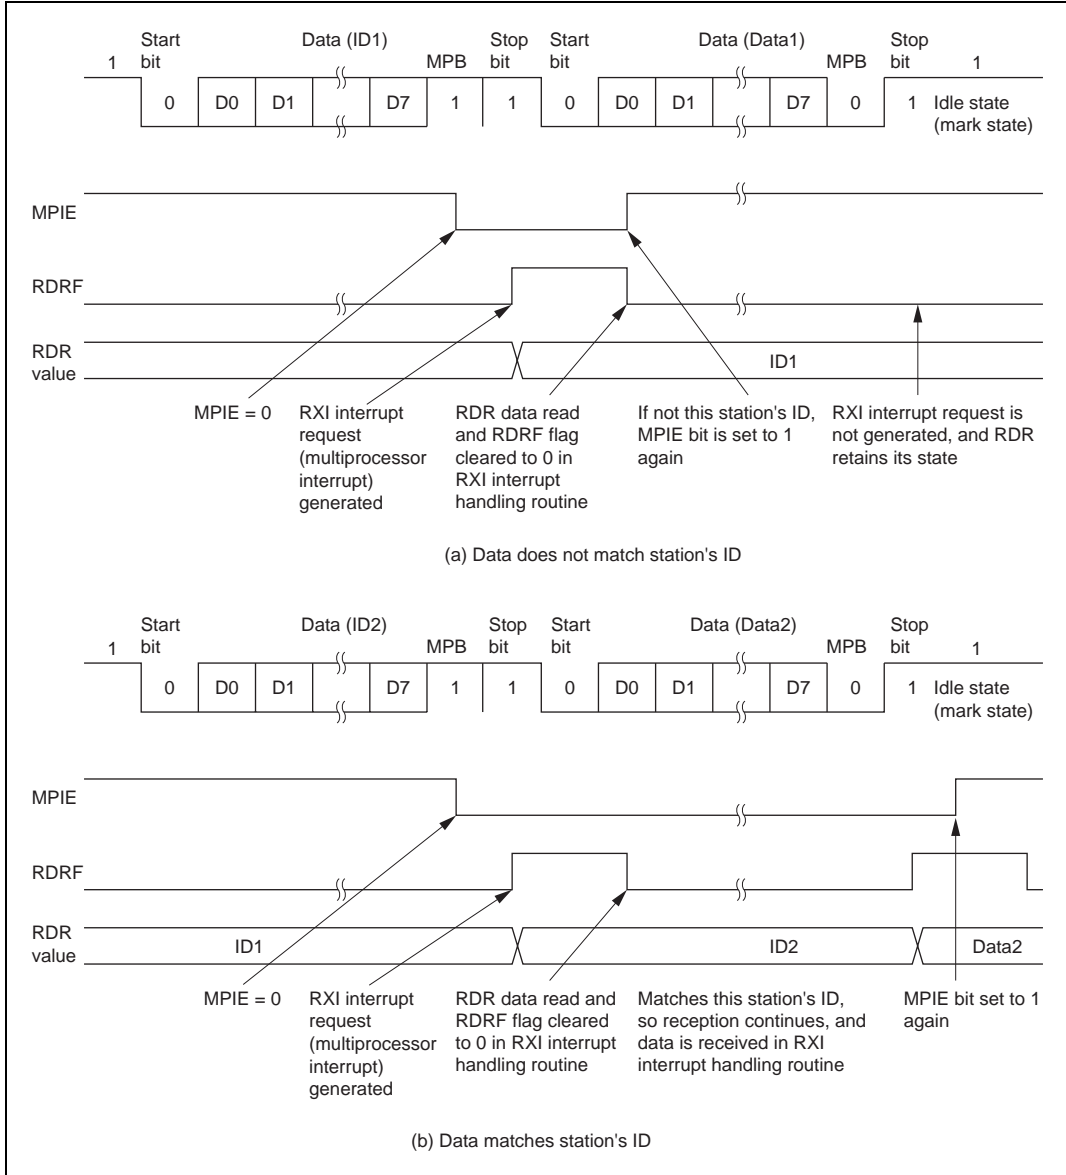 Start bit Data (ID1) Stop bit Start bit Data (Data1) Stop bit
1 MPB MPB 1
0 D0 D1 D7 1 1 0 D0 D1 D7 0 1 Idle state (mark state)
MPIE
RDRF
RDR value
ID1
MPIE = 0
RXI interrupt
request
(multiprocessor
interrupt)
generated
RDR data read
and RDRF flag
cleared to 0 in
RXI interrupt
handling routine
If not this station's ID,
MPIE bit is set to 1
again
RXI interrupt request is
not generated, and RDR
retains its state
(a) Data does not match station's ID
Start bit Data (ID2) Stop bit Start bit Data (Data2) Stop bit
1 MPB MPB 1
0 D0 D1 D7 1 1 0 D0 D1 D7 0 1 Idle state (mark state)
MPIE
RDRF
RDR value
ID1 ID2 Data2
MPIE = 0
RXI interrupt
request
(multiprocessor
interrupt)
generated
RDR data read and
RDRF flag cleared
to 0 in RXI interrupt
handling routine
Matches this station's ID,
so reception continues, and
data is received in RXI
interrupt handling routine
MPIE bit set to 1
again
(b) Data matches station's ID